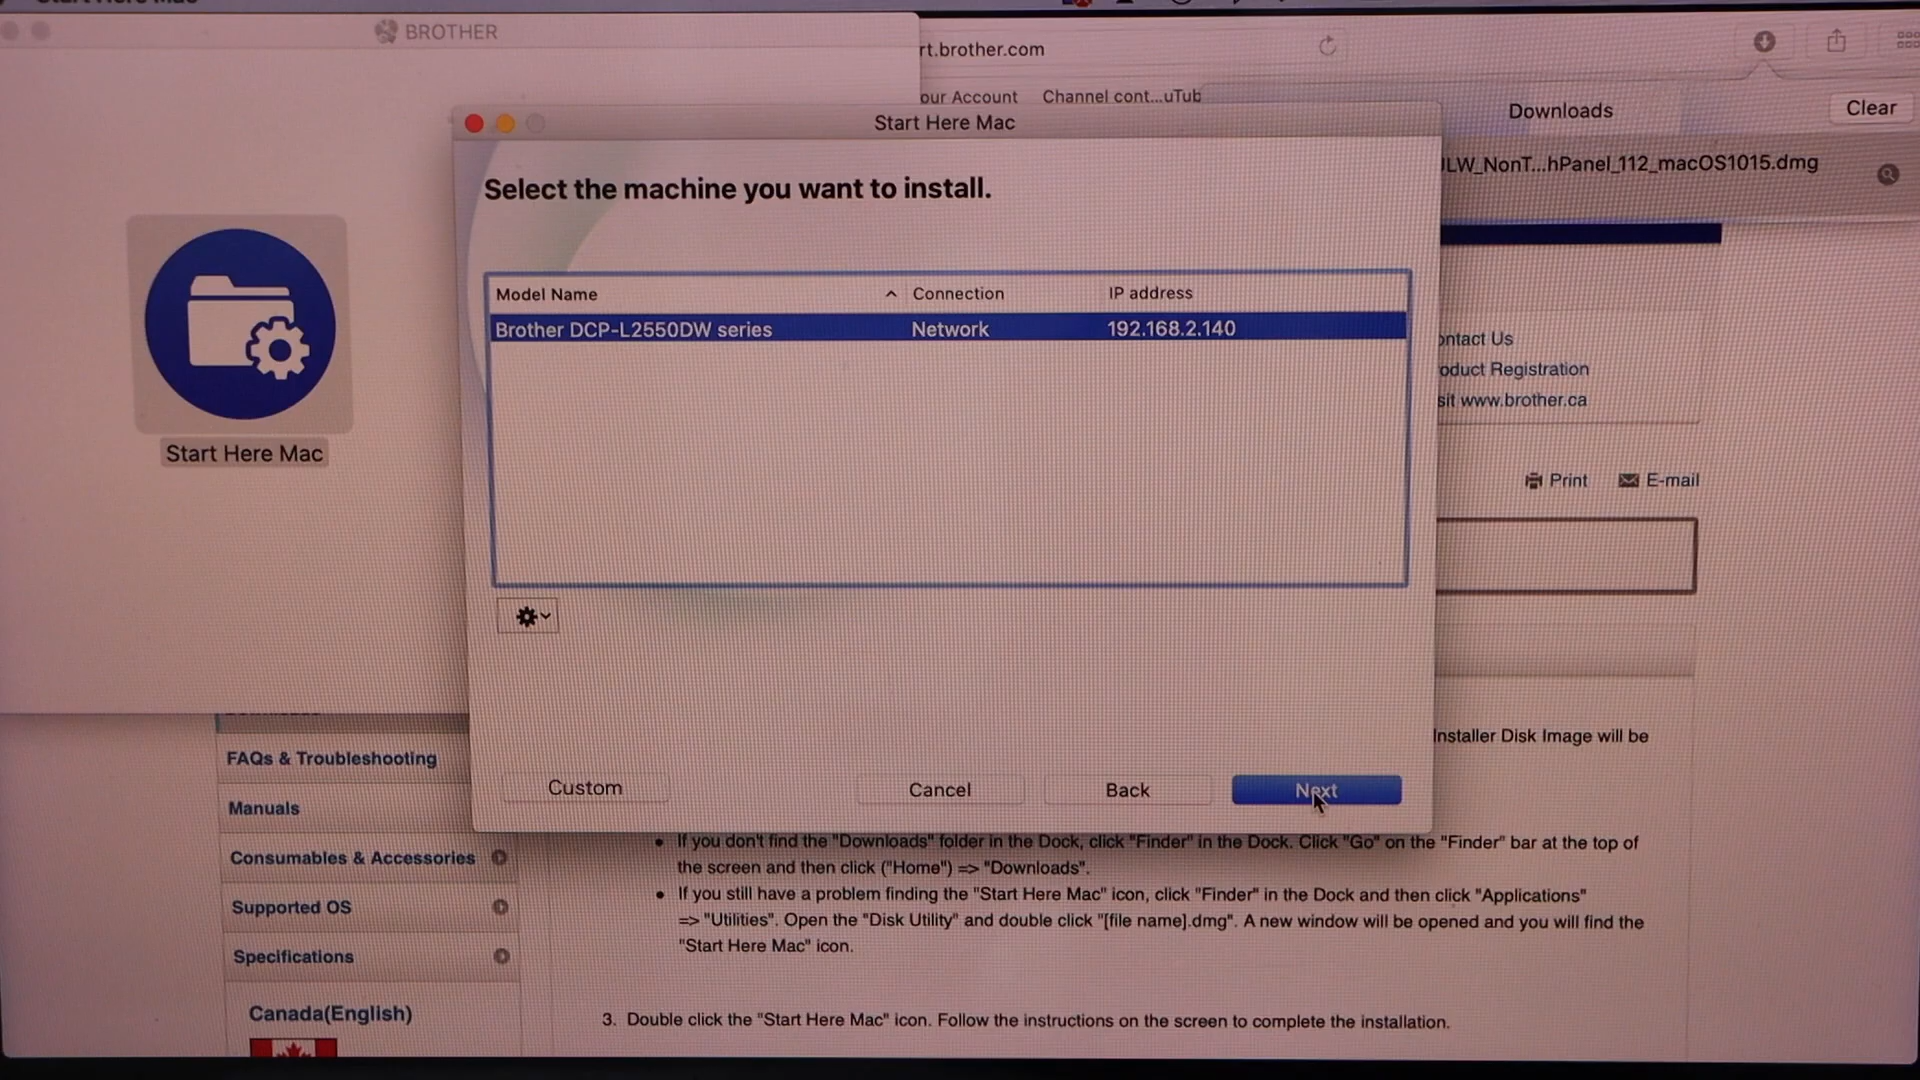 BROTHER
rt.brother.com
our Account Channel cont...uTub
Downloads
Clear
LW_NonT...hPanel_112_macOS1015.dmg
Start Here Mac
Select the machine you want to install.
Model Name Connection IP address
Brother DCP-L2550DW series Network 192.168.2.140
Custom Cancel Back Next
Start Here Mac
ontact Us
oduct Registration
sit www.brother.ca
Print E-mail
Installer Disk Image will be
FAQs & Troubleshooting
Manuals
Consumables & Accessories
Supported OS
Specifications
Canada(English)
• If you don't find the "Downloads" folder in the Dock, click "Finder" in the Dock. Click "Go" on the "Finder" bar at the top of
the screen and then click ("Home") => "Downloads".
• If you still have a problem finding the "Start Here Mac" icon, click "Finder" in the Dock and then click "Applications"
=> "Utilities". Open the "Disk Utility" and double click "[file name].dmg". A new window will be opened and you will find the
"Start Here Mac" icon.
3. Double click the "Start Here Mac" icon. Follow the instructions on the screen to complete the installation.